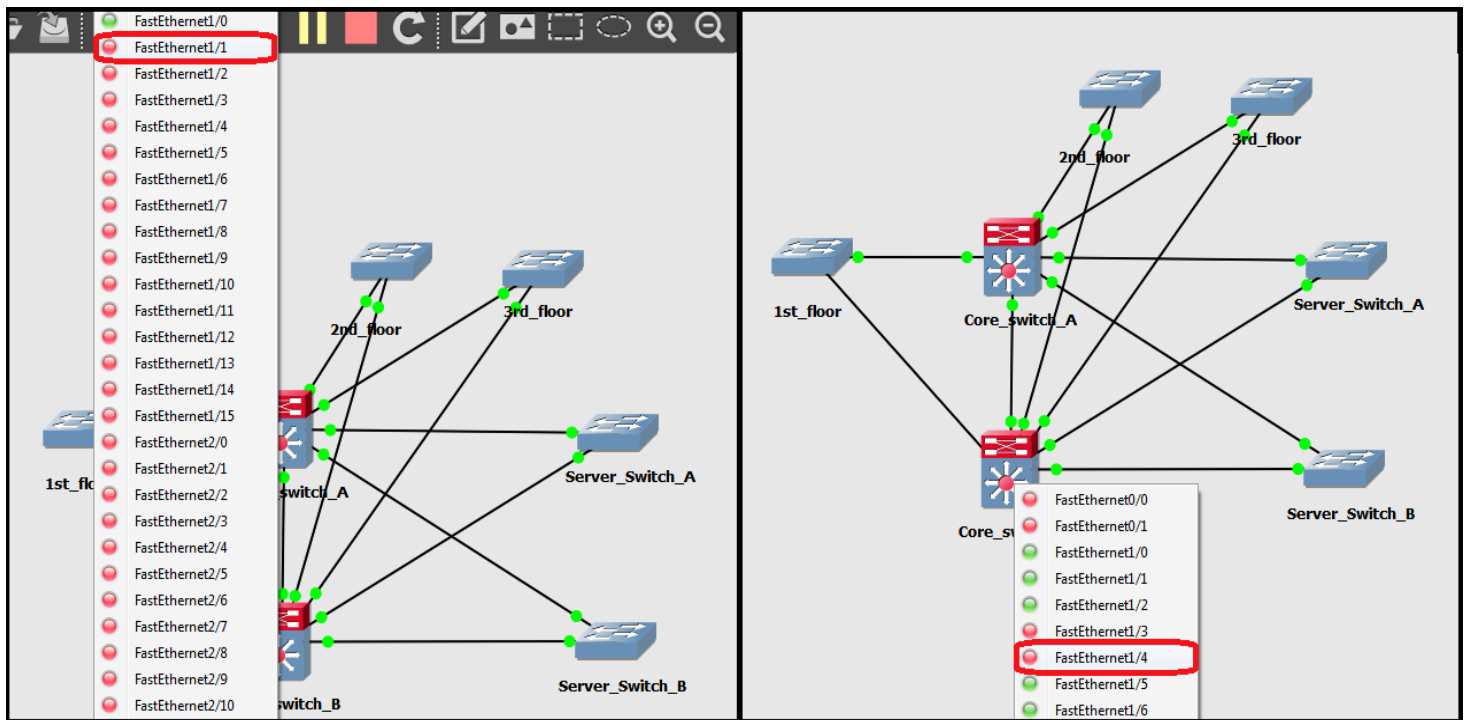 FastEthernet1/0
FastEthernet1/1
FastEthernet1/2
FastEthernet1/3
FastEthernet1/4
FastEthernet1/5
FastEthernet1/6
FastEthernet1/7
FastEthernet1/8
FastEthernet1/9
FastEthernet1/10
FastEthernet1/11
FastEthernet1/12
FastEthernet1/13
FastEthernet1/14
FastEthernet1/15
FastEthernet2/0
FastEthernet2/1
FastEthernet2/2
FastEthernet2/3
FastEthernet2/4
FastEthernet2/5
FastEthernet2/6
FastEthernet2/7
FastEthernet2/8
FastEthernet2/9
FastEthernet2/10
2nd_floor
3rd_floor
1st_flo
switch_A
Server_Switch_A
Server_Switch_B
switch_B
2nd_floor
3rd_floor
1st_floor
Core_switch_A
Server_Switch_A
Server_Switch_B
Core_sw
FastEthernet0/0
FastEthernet0/1
FastEthernet1/0
FastEthernet1/1
FastEthernet1/2
FastEthernet1/3
FastEthernet1/4
FastEthernet1/5
FastEthernet1/6